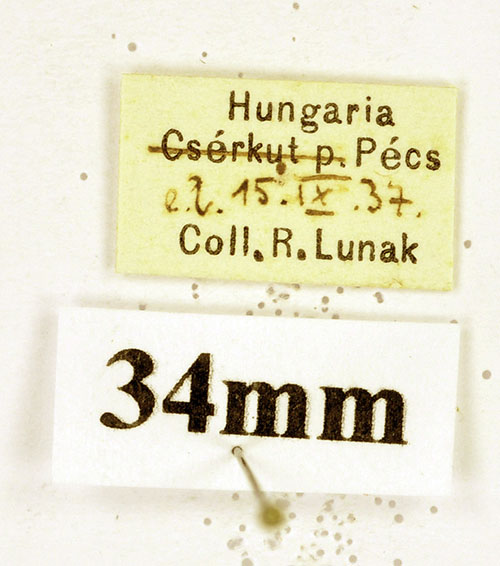 Hungaria
Csérkut p. Pécs
e.l. 15.IX.37.
Coll. R. Lunak
34mm